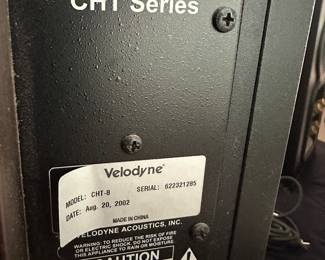 CHT Series
Velodyne®
MODEL: CHT-8 SERIAL: 622321285
DATE: Aug. 20, 2002
MADE IN CHINA
VELODYNE ACOUSTICS, INC.
WARNING: TO REDUCE THE RISK OF FIRE
OR ELECTRIC SHOCK, DO NOT EXPOSE THIS
APPLIANCE TO RAIN OR MOISTURE.
CAUTION